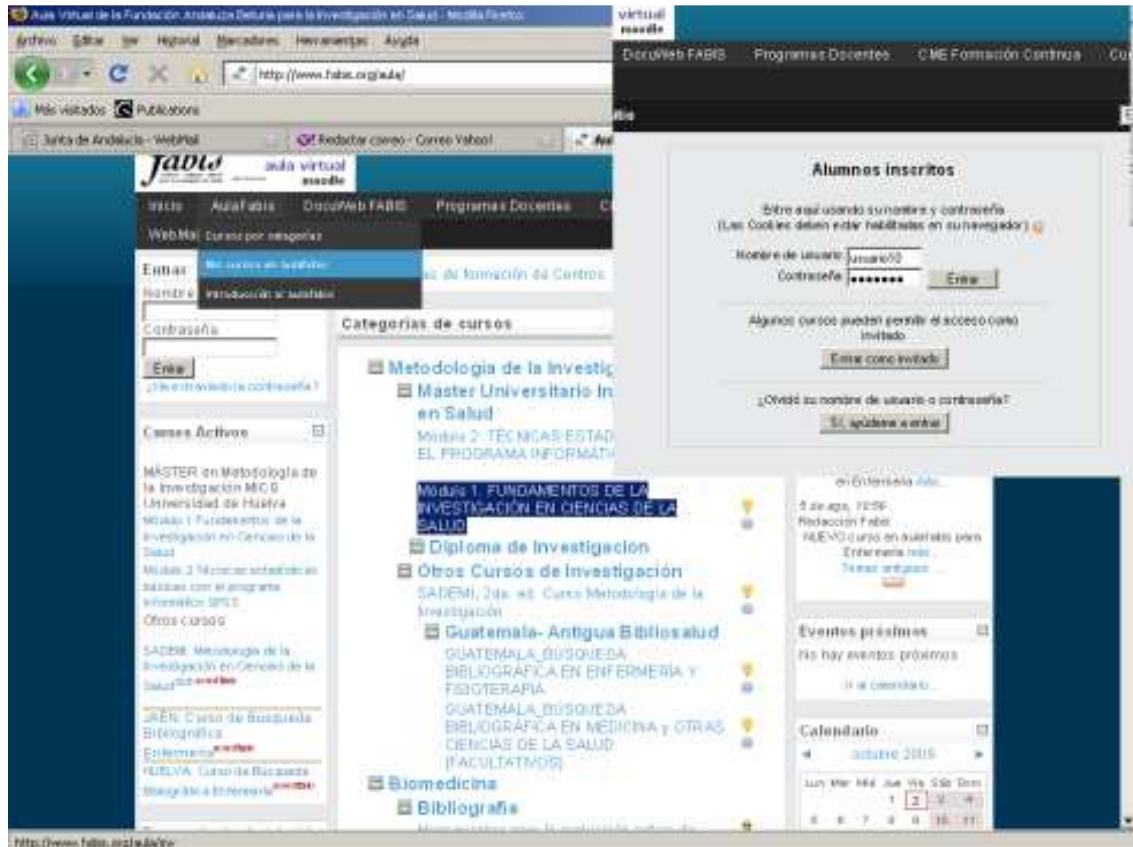 Aula Virtual de la Fundación Andaluza Beturia para la Investigación en Salud - Mozilla Firefox
Archivo Editar Ver Historial Marcadores Herramientas Ayuda
http://www.fabis.org/aula/
Más visitados Publications
Junta de Andalucía - WebMail
Redactar correo - Correo Yahoo!
fabis
aula virtual
moodle
Inicio AulaFabis DocuWeb FABIS Programas Docentes
WebMai
Cursos por categorías
Mis cursos en aulafabis
Introducción a aulafabis
de formación de Centros
Entrar
Nombre
Contraseña
Entrar
¿Ha extraviado la contraseña?
Cursos Activos
MÁSTER en Metodología de
la Investigación MICS
Universidad de Huelva
Módulo 1 Fundamentos de la
Investigación en Ciencias de la
Salud
Módulo 2 Técnicas estadísticas
básicas con el programa
informático SPSS
Otros cursos
SADEMI: Metodología de la
Investigación en Ciencias de la
Salud
JAÉN: Curso de Búsqueda
Bibliográfica
Enfermería
HUELVA: Curso de Búsqueda
Bibliográfica Enfermería
Categorías de cursos
Metodología de la Investig
Master Universitario In
en Salud
Módulo 2. TÉCNICAS ESTAD
EL PROGRAMA INFORMÁTI
Módulo 1. FUNDAMENTOS DE LA
INVESTIGACIÓN EN CIENCIAS DE LA
SALUD
Diploma de Investigación
Otros Cursos de Investigación
SADEMI, 2da. ed. Curso Metodología de la
Investigación
Guatemala- Antigua Bibliosalud
GUATEMALA_BÚSQUEDA
BIBLIOGRÁFICA EN ENFERMERÍA Y
FISIOTERAPIA
GUATEMALA_BÚSQUEDA
BIBLIOGRÁFICA EN MEDICINA y OTRAS
CIENCIAS DE LA SALUD
(FACULTATIVOS)
Biomedicina
Bibliografía
virtual
moodle
DocuWeb FABIS Programas Docentes CME Formación Continua
Alumnos inscritos
Entre aquí usando su nombre y contraseña
(Las Cookies deben estar habilitadas en su navegador)
Nombre de usuario usuario10
Contraseña
Entrar
Algunos cursos pueden permitir el acceso como
invitado
Entrar como invitado
¿Olvidó su nombre de usuario o contraseña?
Sí, ayúdeme a entrar
en Enfermería más...
5 de ago, 10:56
Redacción Fabis
NUEVO curso en aulafabis para
Enfermería más...
Temas antiguos ...
Eventos próximos
No hay eventos próximos
Ir al calendario...
Calendario
octubre 2009
Lun Mar Mié Jue Vie Sáb Dom
1 2 3 4
5 6 7 8 9 10 11